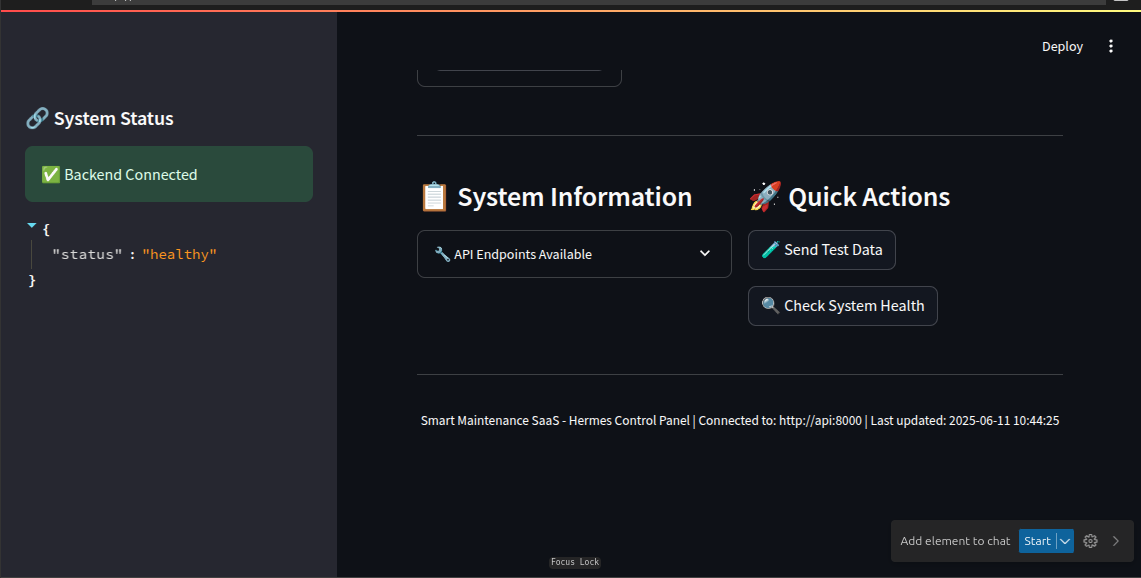 Deploy
🔗 System Status
✅ Backend Connected
{
"status" : "healthy"
}
📋 System Information
🔧 API Endpoints Available
🚀 Quick Actions
🧪 Send Test Data
🔍 Check System Health
Smart Maintenance SaaS - Hermes Control Panel | Connected to: http://api:8000 | Last updated: 2025-06-11 10:44:25
Add element to chat
Start
Focus Lock